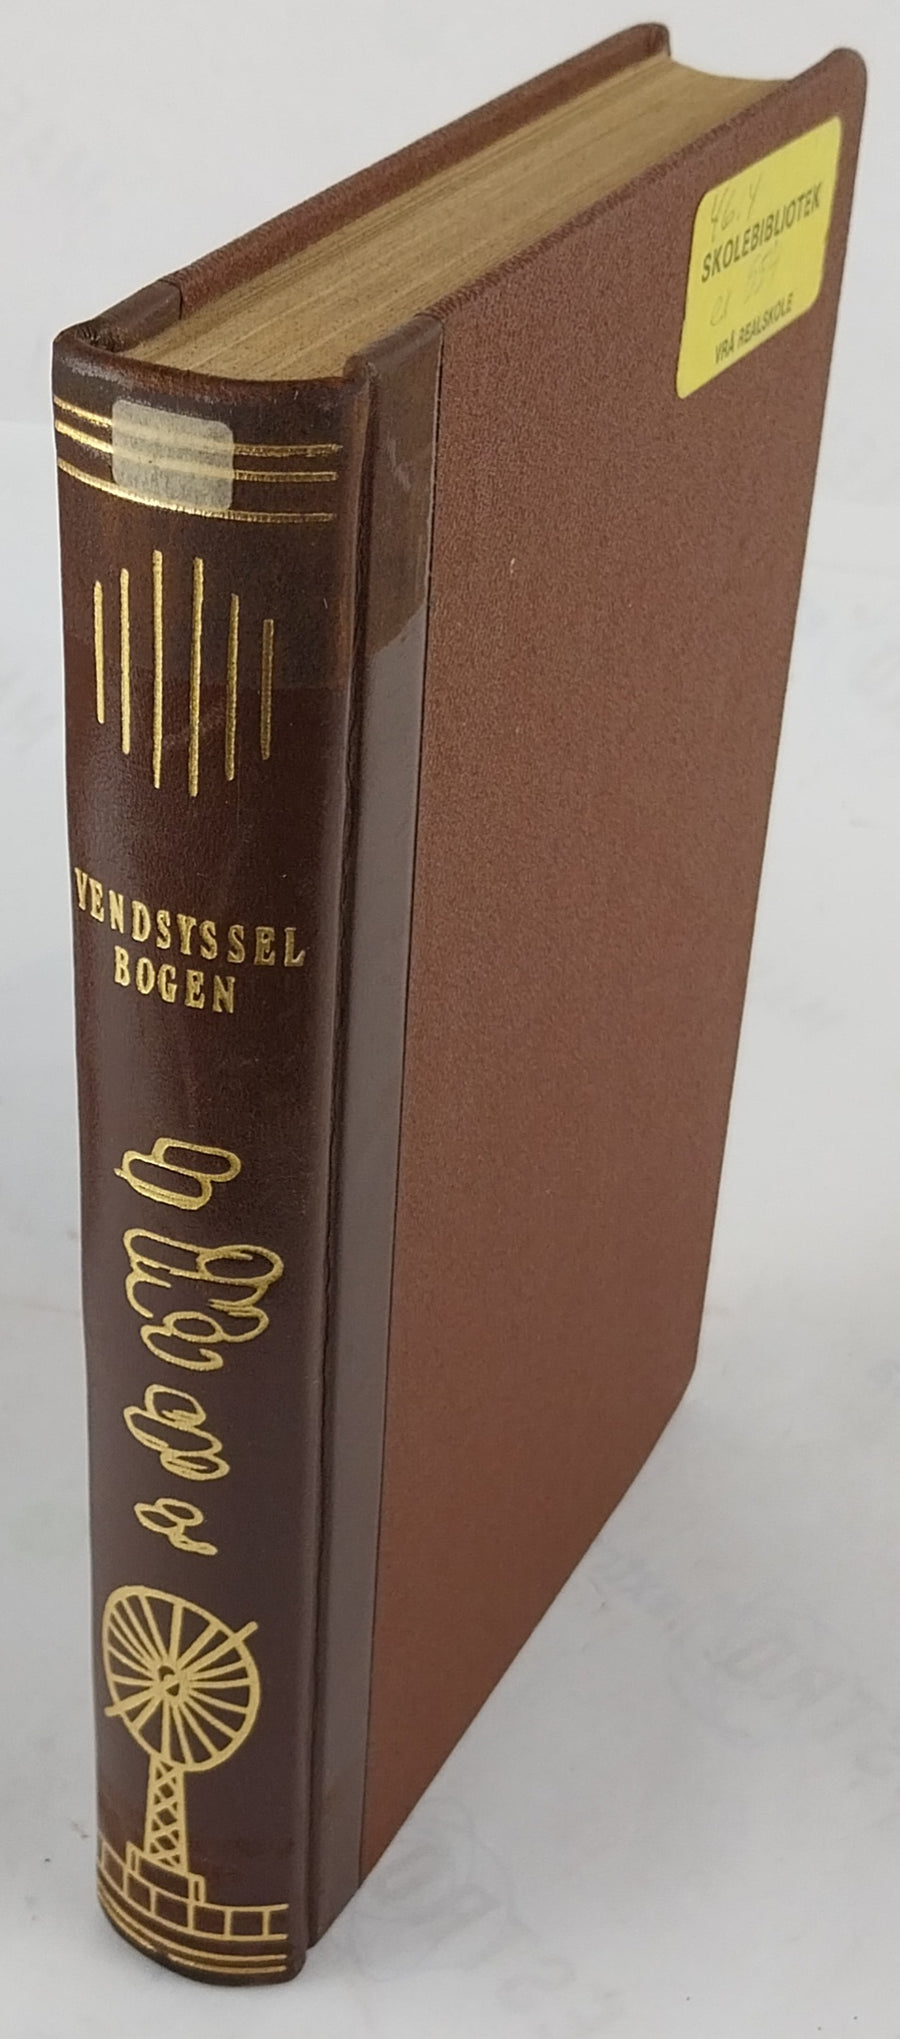 VENDSYSSEL
BOGEN
46.4
SKOLEBIBLIOTEK
VRÅ REALSKOLE